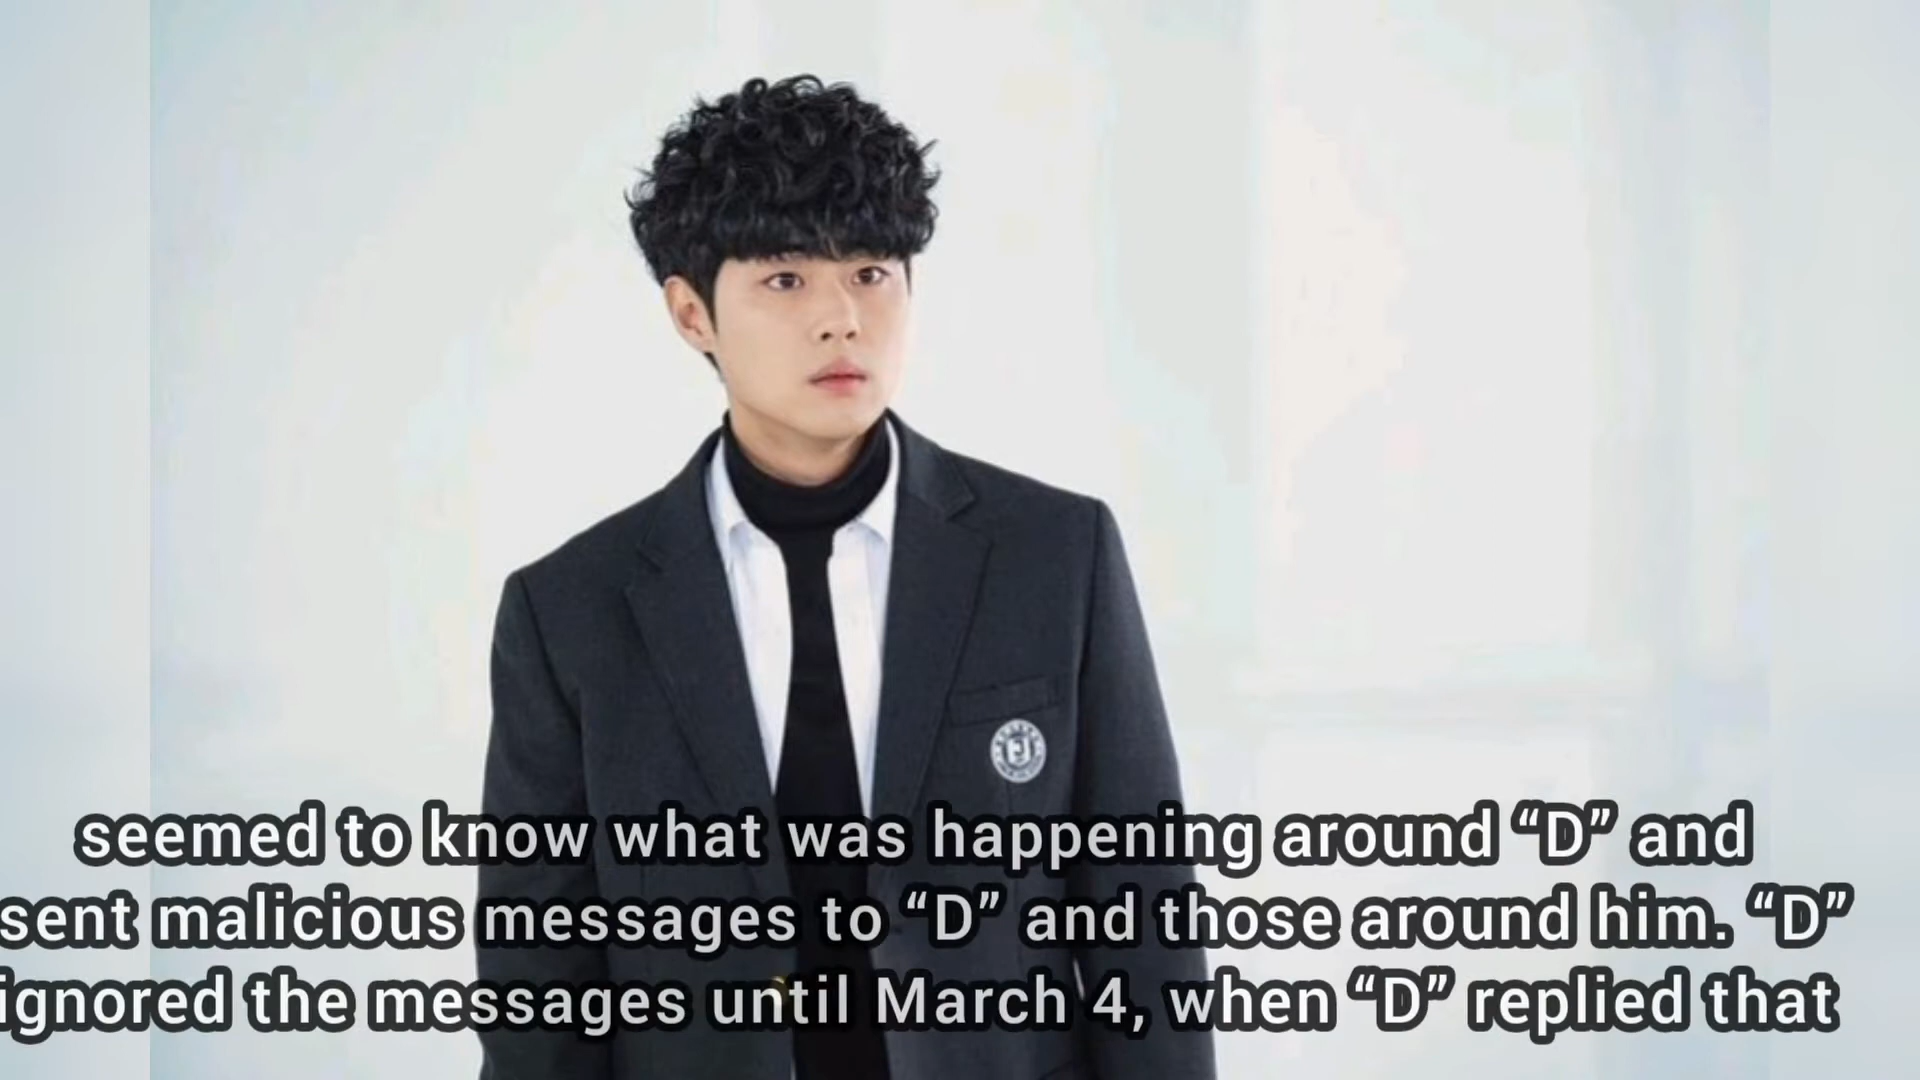 seemed to know what was happening around “D” and
sent malicious messages to “D” and those around him. “D”
ignored the messages until March 4, when “D” replied that